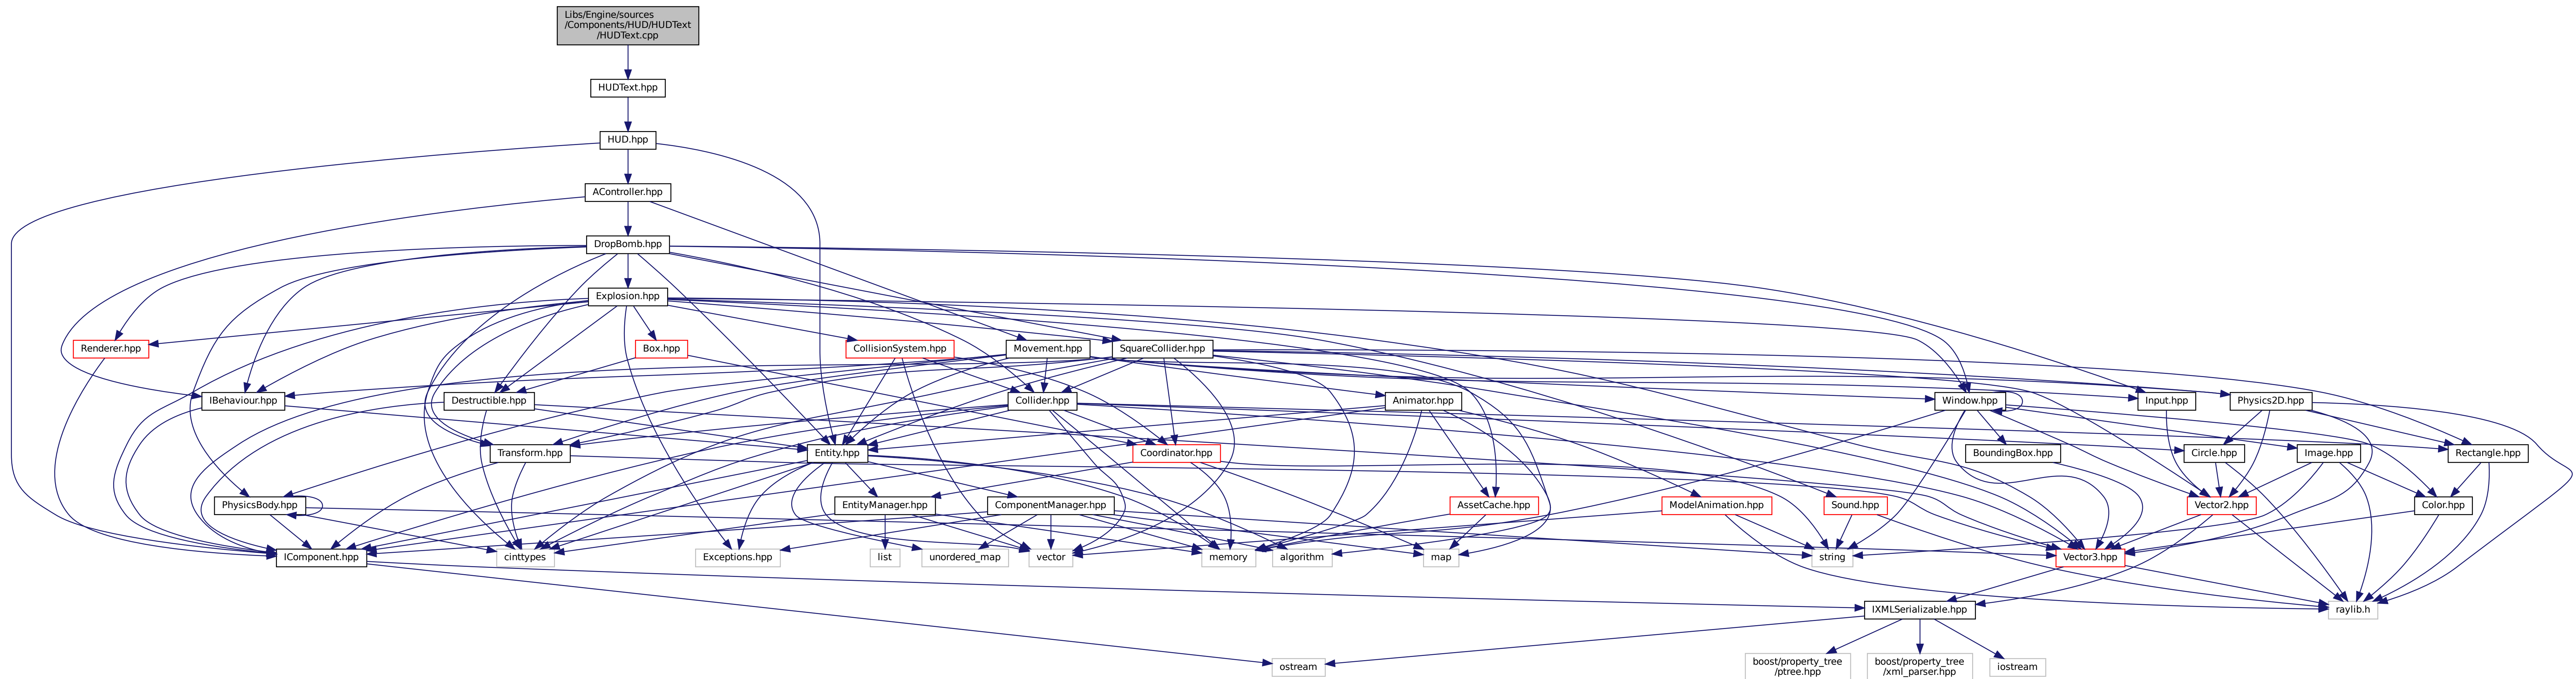 Libs/Engine/sources
/Components/HUD/HUDText
/HUDText.cpp
HUDText.hpp
HUD.hpp
AController.hpp
DropBomb.hpp
Explosion.hpp
Renderer.hpp
Box.hpp
CollisionSystem.hpp
Movement.hpp
SquareCollider.hpp
IBehaviour.hpp
Destructible.hpp
Collider.hpp
Animator.hpp
Window.hpp
Input.hpp
Physics2D.hpp
Transform.hpp
Entity.hpp
Coordinator.hpp
BoundingBox.hpp
Circle.hpp
Image.hpp
Rectangle.hpp
PhysicsBody.hpp
EntityManager.hpp
ComponentManager.hpp
AssetCache.hpp
ModelAnimation.hpp
Sound.hpp
Vector2.hpp
Color.hpp
IComponent.hpp
cinttypes
Exceptions.hpp
list
unordered_map
vector
memory
algorithm
map
string
Vector3.hpp
IXMLSerializable.hpp
raylib.h
ostream
boost/property_tree
/ptree.hpp
boost/property_tree
/xml_parser.hpp
iostream